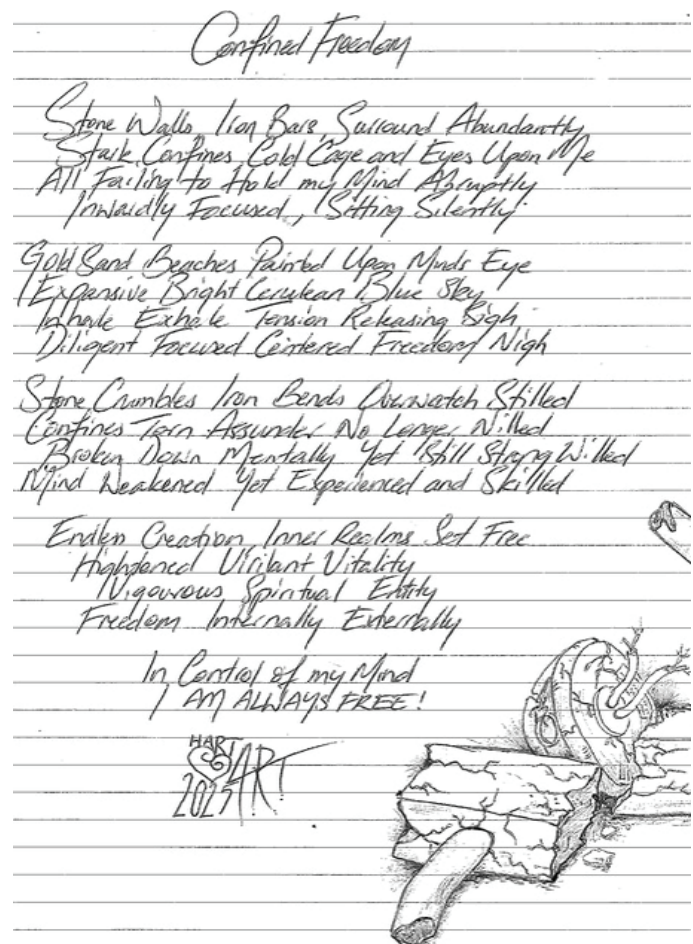 Confined Freedom
Stone Walls, Iron Bars, Surround Abundantly
Stark Confines, Cold Cage and Eyes Upon Me
All Failing to Hold my Mind Abruptly
Inwardly Focused, Sitting Silently.
Gold Sand Beaches Painted Upon Minds Eye
Expansive Bright Cerulean Blue Sky
Inhale Exhale Tension Releasing Sigh
Diligent Focused Centered Freedom Nigh
Stone Crumbles Iron Bends Overwatch Stilled
Confines Torn Assunder No Longer Nilled
Broken Down Mentally Yet Still Strong Willed
Mind Weakened Yet Experienced and Skilled
Endless Creation, Inner Realms Set Free
Hightened Virilant Vitality
Vigourous, Spiritual Entity
Freedom Internally Externally
In Control of my Mind
I AM ALWAYS FREE!
HART
ART
2025